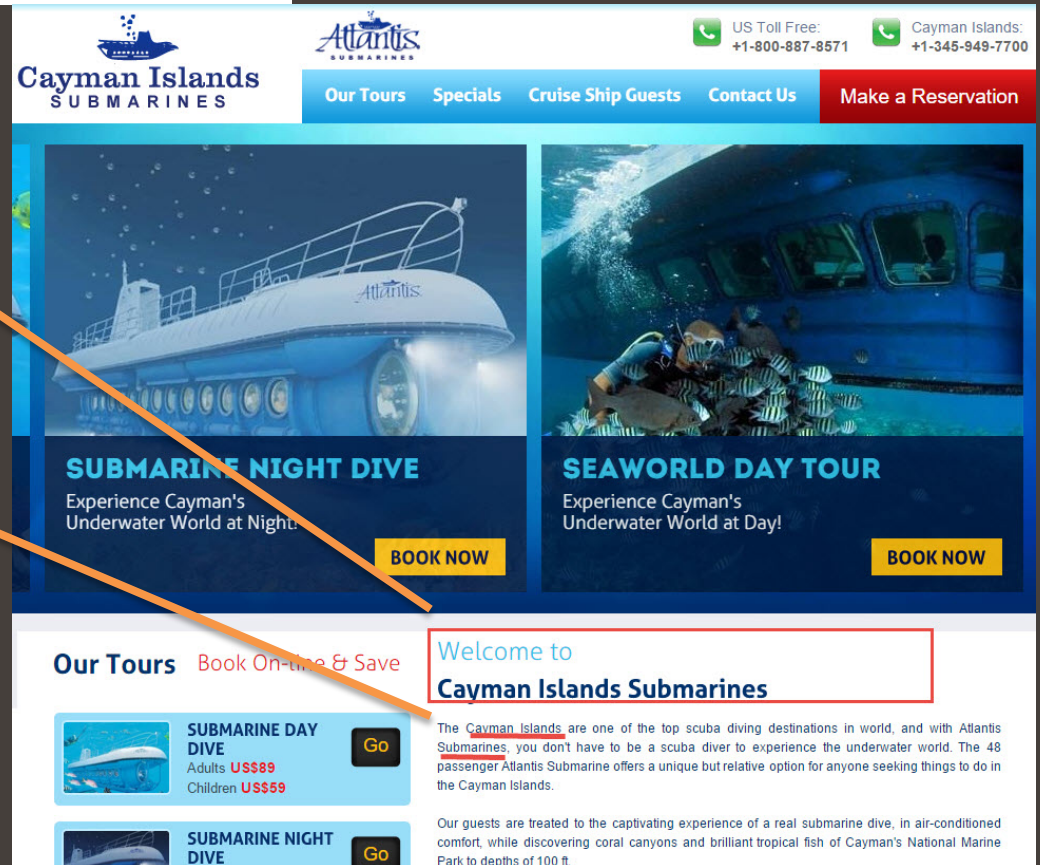 Cayman Islands
SUBMARINES
Atlantis
SUBMARINES
US Toll Free:
+1-800-887-8571
Cayman Islands:
+1-345-949-7700
Our Tours Specials Cruise Ship Guests Contact Us Make a Reservation
Atlantis
SUBMARINE NIGHT DIVE
Experience Cayman's
Underwater World at Night!
BOOK NOW
SEAWORLD DAY TOUR
Experience Cayman's
Underwater World at Day!
BOOK NOW
Our Tours Book On-line & Save
SUBMARINE DAY
DIVE
Adults US$89
Children US$59
Go
SUBMARINE NIGHT
DIVE
Go
Welcome to
Cayman Islands Submarines
The Cayman Islands are one of the top scuba diving destinations in world, and with Atlantis
Submarines, you don't have to be a scuba diver to experience the underwater world. The 48
passenger Atlantis Submarine offers a unique but relative option for anyone seeking things to do in
the Cayman Islands.
Our guests are treated to the captivating experience of a real submarine dive, in air-conditioned
comfort, while discovering coral canyons and brilliant tropical fish of Cayman's National Marine
Park to depths of 100 ft.